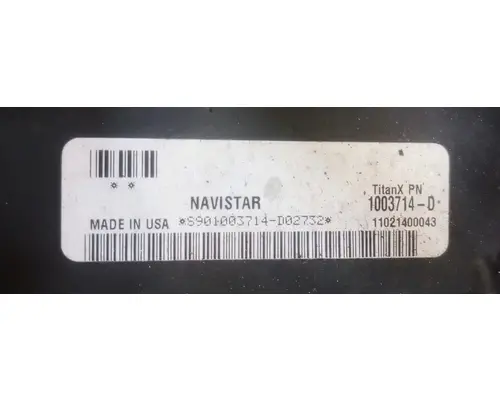 * *
NAVISTAR
TitanX PN
1003714-D
MADE IN USA *S901003714-D02732* 11021400043